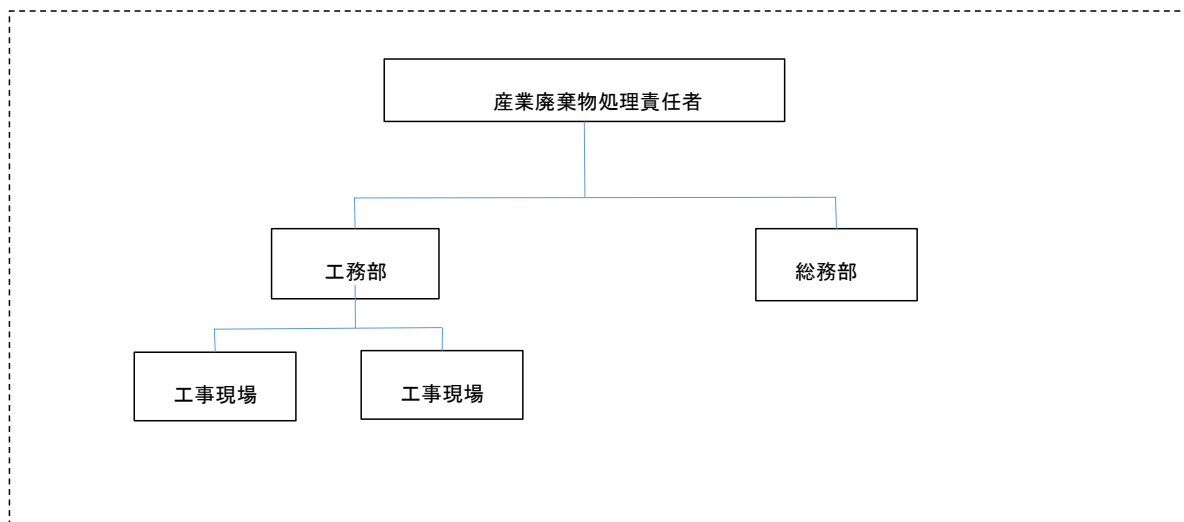 産業廃棄物処理責任者
工務部
総務部
工事現場
工事現場